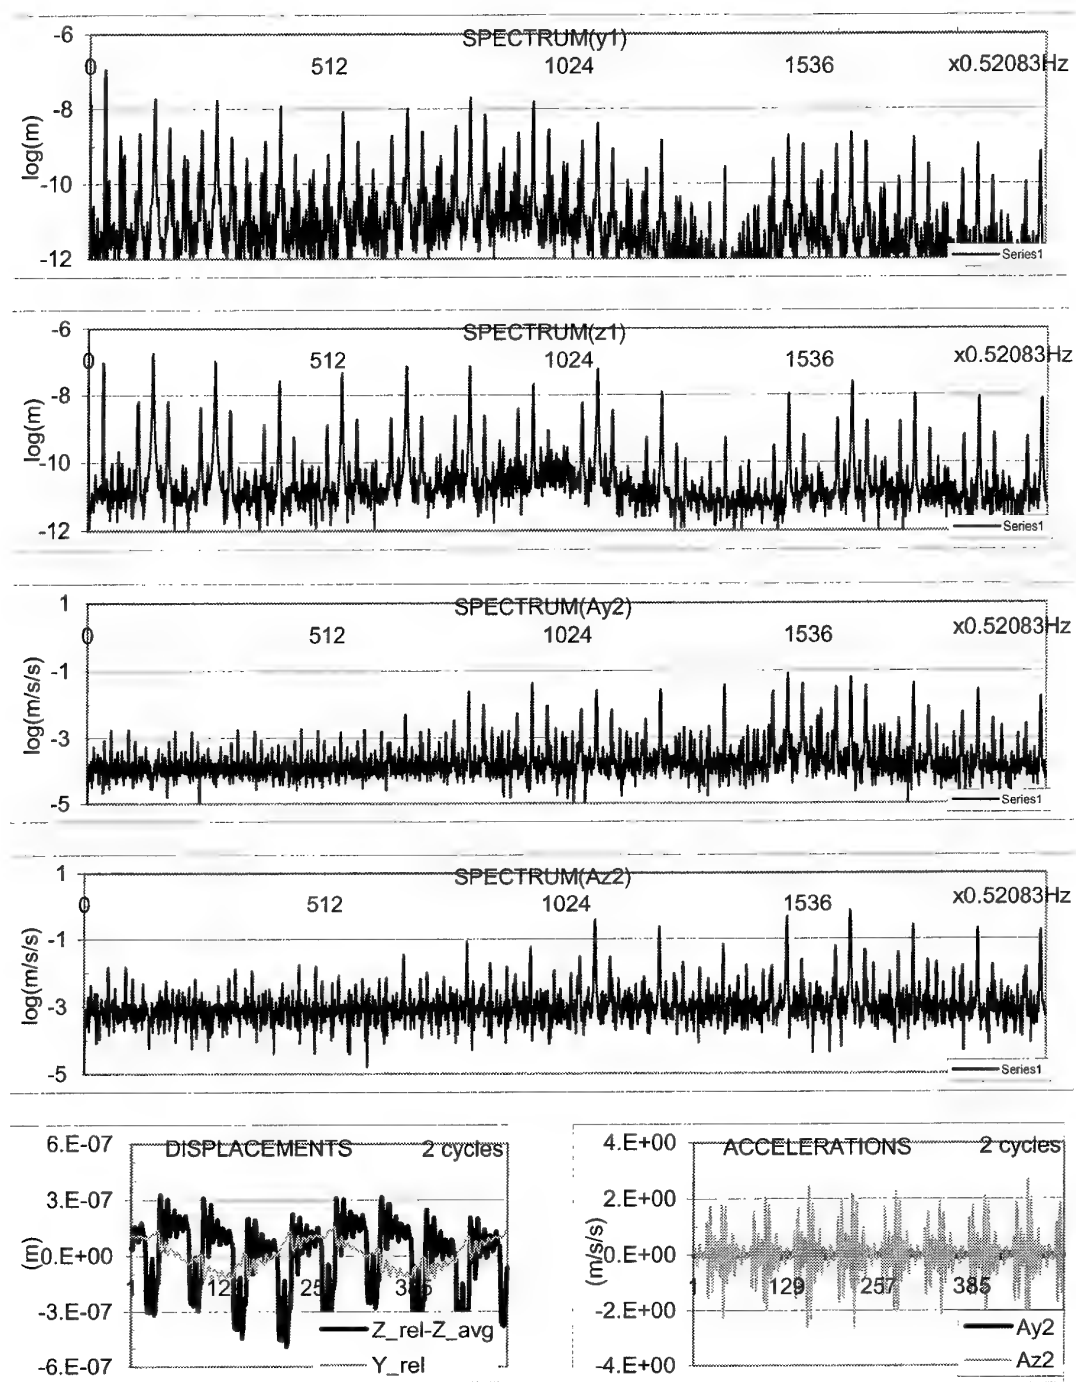 SPECTRUM(y1)
-6
0 512 1024 1536 x0.52083Hz
-8
log(m)
-10
-12
Series1
SPECTRUM(z1)
-6
0 512 1024 1536 x0.52083Hz
-8
log(m)
-10
-12
Series1
SPECTRUM(Ay2)
1
0 512 1024 1536 x0.52083Hz
-1
log(m/s/s)
-3
-5
Series1
SPECTRUM(Az2)
1
0 512 1024 1536 x0.52083Hz
-1
log(m/s/s)
-3
-5
Series1
6.E-07 DISPLACEMENTS 2 cycles
3.E-07
(m)
0.E+00
1 129 257 385
-3.E-07
Z_rel-Z_avg
-6.E-07 Y_rel
4.E+00 ACCELERATIONS 2 cycles
2.E+00
(m/s/s)
0.E+00
1 129 257 385
-2.E+00
Ay2
Az2
-4.E+00